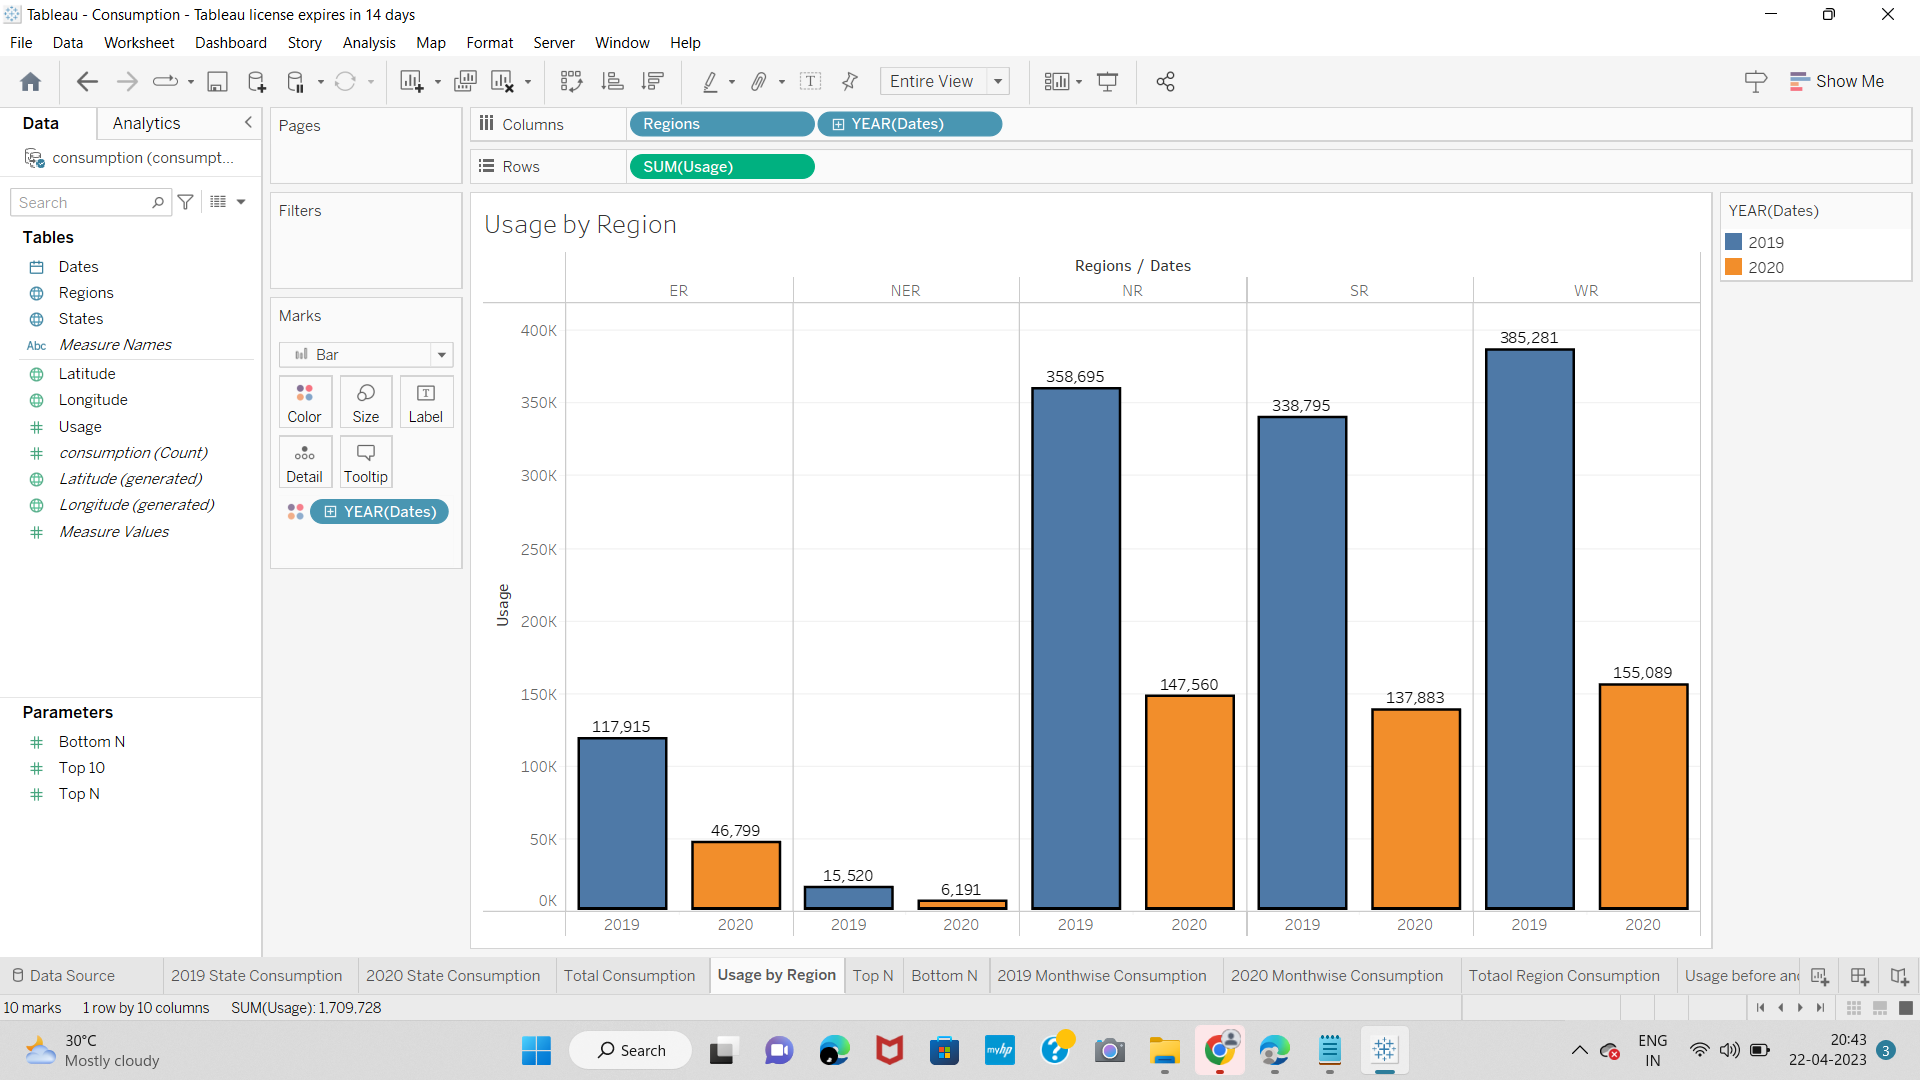 Tableau - Consumption - Tableau license expires in 14 days
File Data Worksheet Dashboard Story Analysis Map Format Server Window Help
T Entire View Show Me
Data Analytics
consumption (consumpt...
Search
Tables
Dates
Regions
States
Abc Measure Names
Latitude
Longitude
Usage
consumption (Count)
Latitude (generated)
Longitude (generated)
Measure Values
Parameters
Bottom N
Top 10
Top N
Pages
Filters
Marks
Bar
Color Size Label
Detail Tooltip
YEAR(Dates)
Columns Regions YEAR(Dates)
Rows SUM(Usage)
Usage by Region
Regions / Dates
ER NER NR SR WR
Usage
400K
350K
300K
250K
200K
150K
100K
50K
0K
117,915
46,799
15,520
6,191
358,695
147,560
338,795
137,883
385,281
155,089
2019 2020 2019 2020 2019 2020 2019 2020 2019 2020
YEAR(Dates)
2019
2020
Data Source 2019 State Consumption 2020 State Consumption Total Consumption Usage by Region Top N Bottom N 2019 Monthwise Consumption 2020 Monthwise Consumption Totaol Region Consumption Usage before an
10 marks 1 row by 10 columns SUM(Usage): 1,709,728
30°C
Mostly cloudy
Search
myhp
ENG
IN
20:43
22-04-2023
3